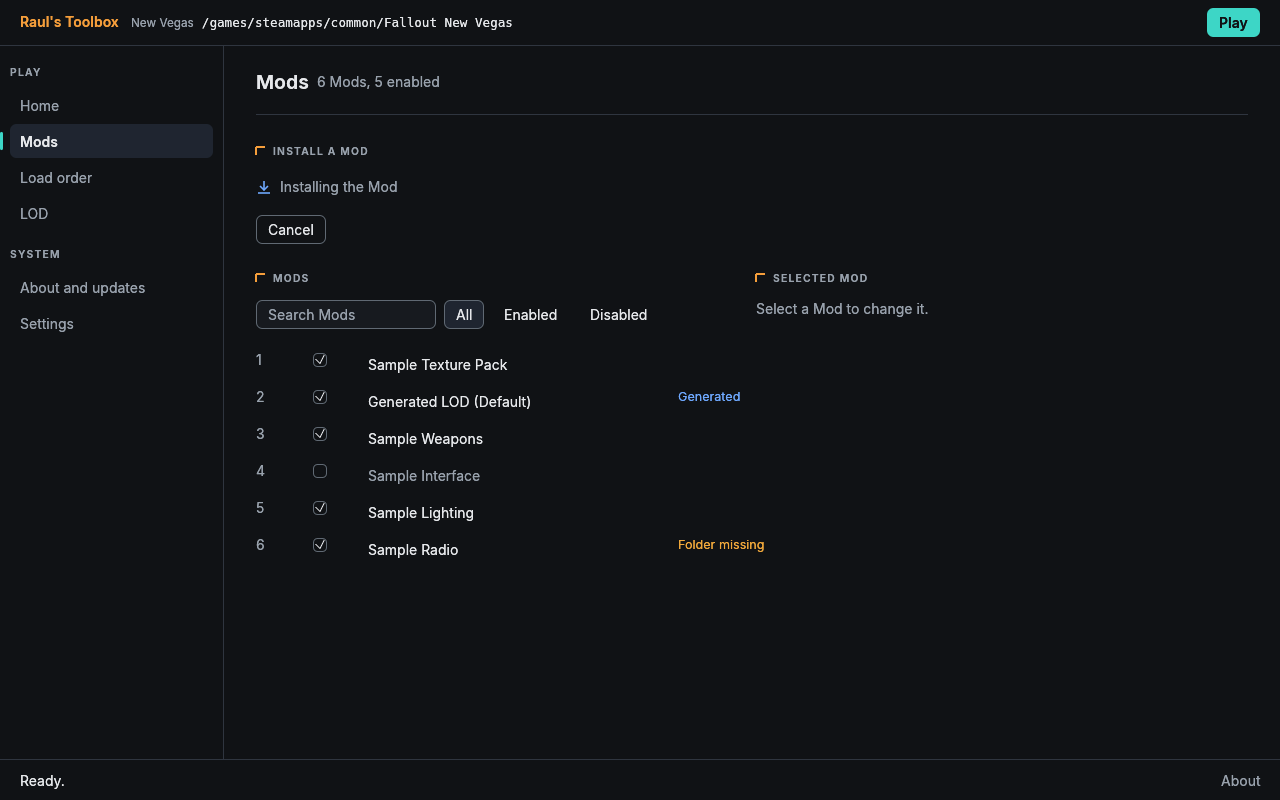 Raul's Toolbox New Vegas /games/steamapps/common/Fallout New Vegas Play
PLAY
Home
Mods
Load order
LOD
SYSTEM
About and updates
Settings
Mods 6 Mods, 5 enabled
INSTALL A MOD
Installing the Mod
Cancel
MODS
Search Mods All Enabled Disabled
1 Sample Texture Pack
2 Generated LOD (Default) Generated
3 Sample Weapons
4 Sample Interface
5 Sample Lighting
6 Sample Radio Folder missing
SELECTED MOD
Select a Mod to change it.
Ready. About